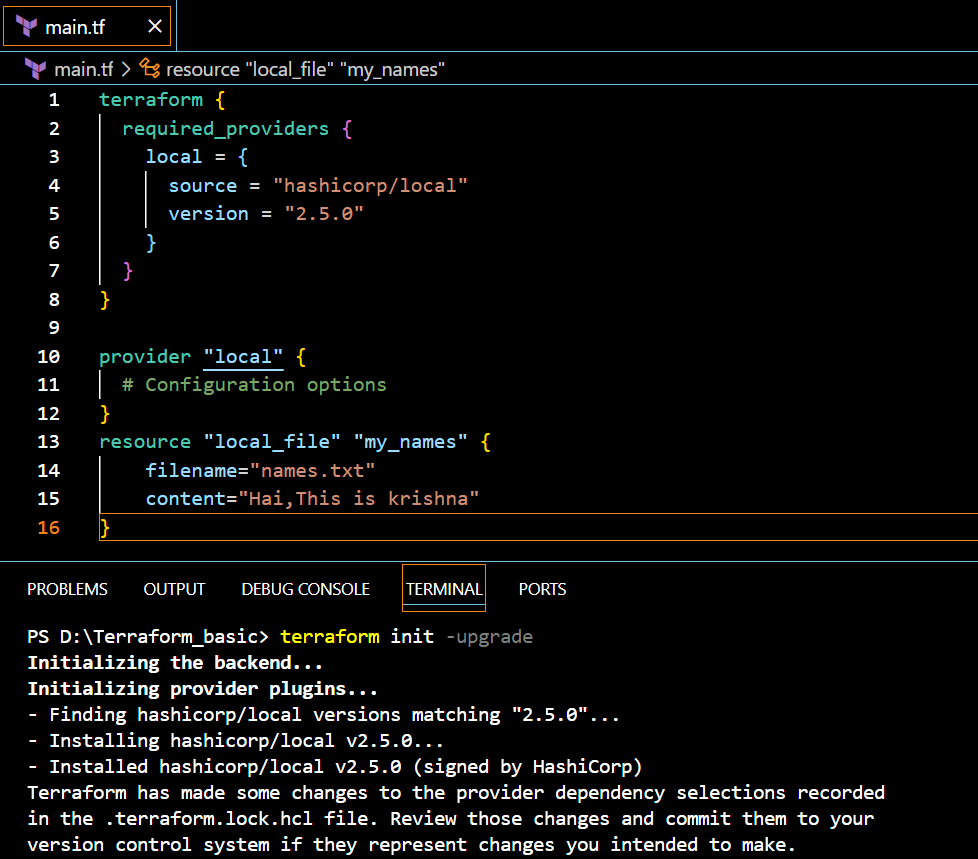 main.tf ×
main.tf > resource "local_file" "my_names"
1 terraform {
2 required_providers {
3 local = {
4 source = "hashicorp/local"
5 version = "2.5.0"
6 }
7 }
8 }
9
10 provider "local" {
11 # Configuration options
12 }
13 resource "local_file" "my_names" {
14 filename="names.txt"
15 content="Hai,This is krishna"
16 }
PROBLEMS OUTPUT DEBUG CONSOLE TERMINAL PORTS
PS D:\Terraform_basic> terraform init -upgrade
Initializing the backend...
Initializing provider plugins...
- Finding hashicorp/local versions matching "2.5.0"...
- Installing hashicorp/local v2.5.0...
- Installed hashicorp/local v2.5.0 (signed by HashiCorp)
Terraform has made some changes to the provider dependency selections recorded
in the .terraform.lock.hcl file. Review those changes and commit them to your
version control system if they represent changes you intended to make.